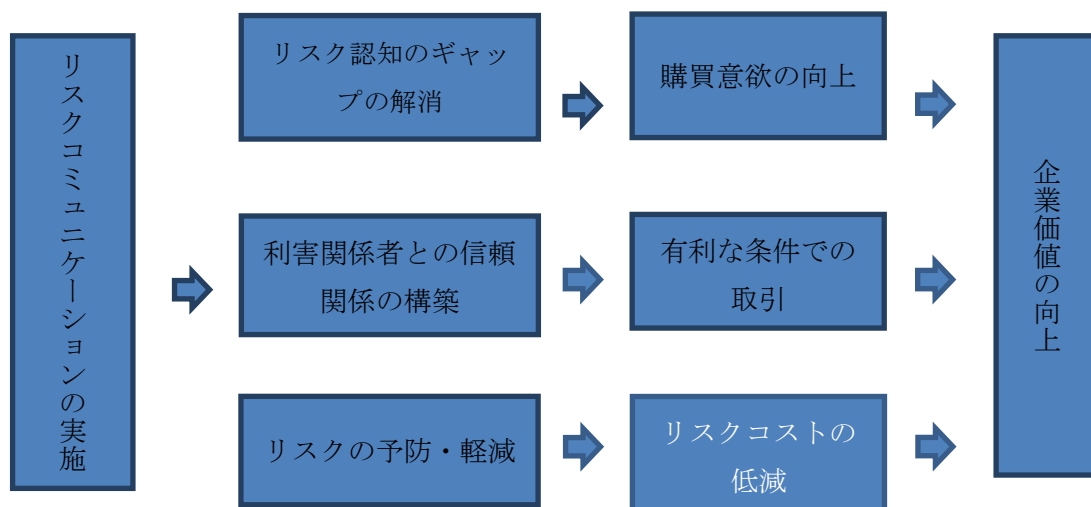 リスクコミュニケーションの実施
リスク認知のギャッ
プの解消
購買意欲の向上
利害関係者との信頼
関係の構築
有利な条件での
取引
リスクの予防・軽減
リスクコストの
低減
企業価値の向上